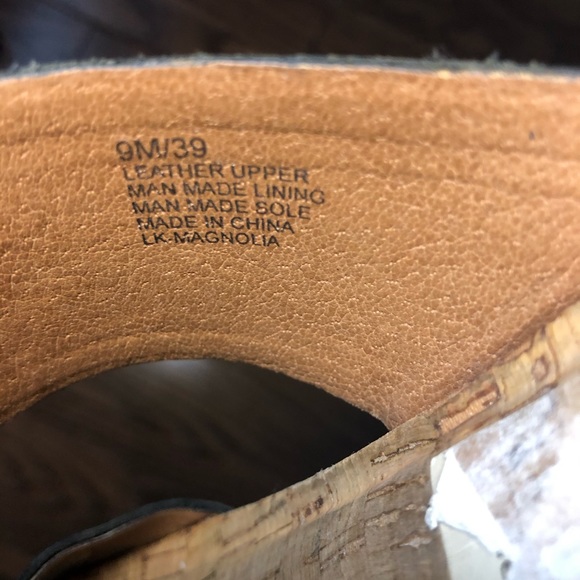 9M/39
LEATHER UPPER
MAN MADE LINING
MAN MADE SOLE
MADE IN CHINA
LK-MAGNOLIA